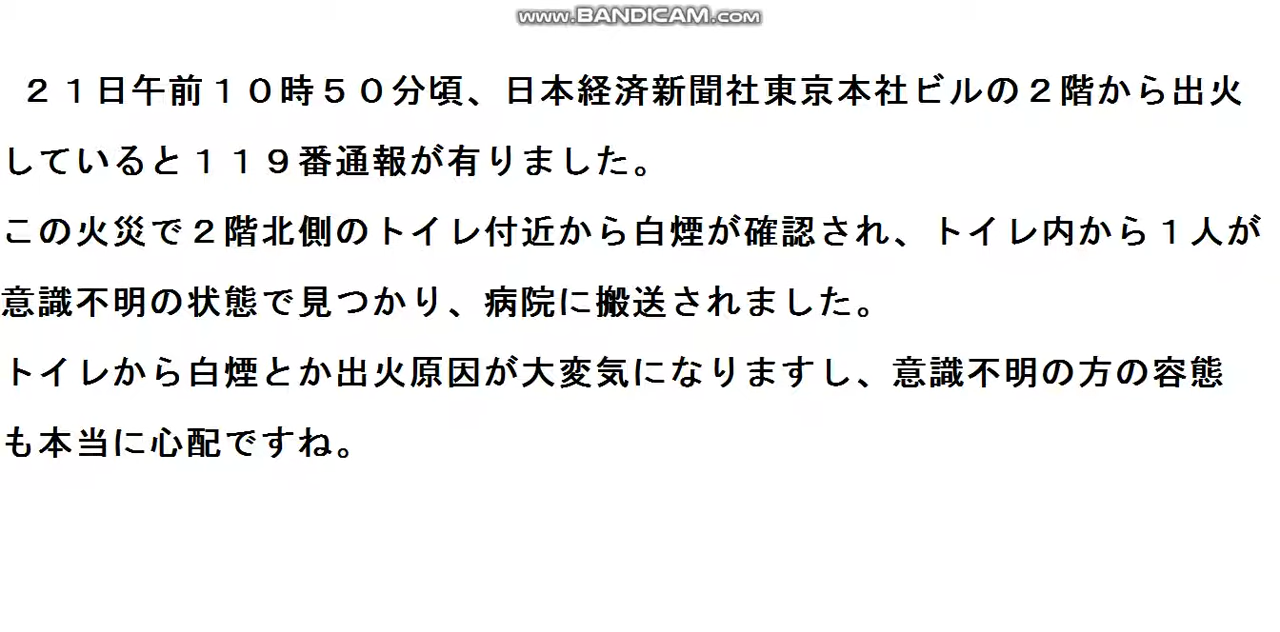 www.BANDICAM.com
２１日午前１０時５０分頃、日本経済新聞社東京本社ビルの２階から出火
していると１１９番通報が有りました。
この火災で２階北側のトイレ付近から白煙が確認され、トイレ内から１人が
意識不明の状態で見つかり、病院に搬送されました。
トイレから白煙とか出火原因が大変気になりますし、意識不明の方の容態
も本当に心配ですね。